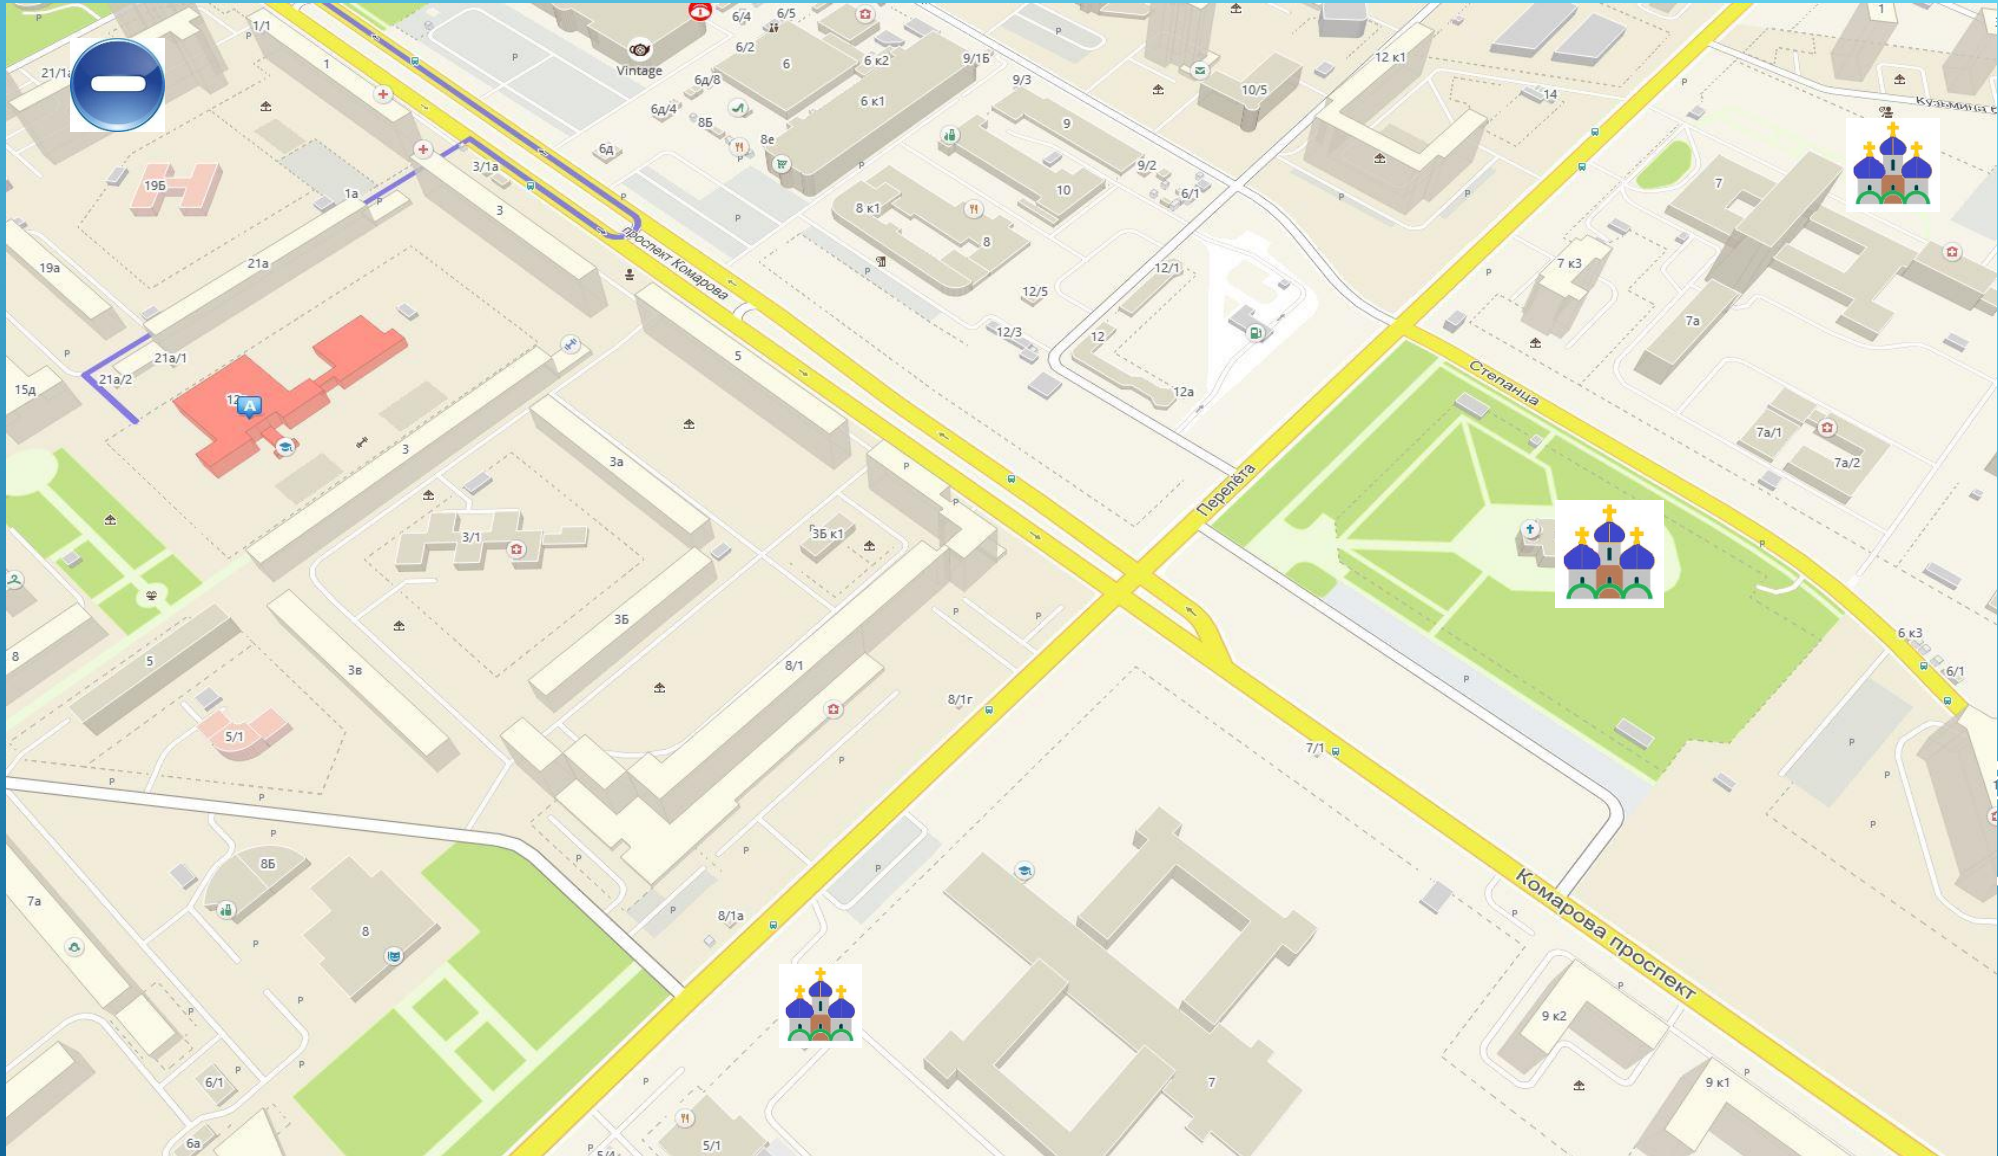 1/1
21/1а
1
6/4
6/5
6/2
6
6 к2
Vintage
6д/8
6д/4
8Б
6 к1
9/1Б
9/3
8е
6д
9
10/5
12 к1
14
1
19Б
1а
3/1а
3
8 к1
8
10
9/2
6/1
7
19а
21а
проспект Комарова
12/1
12/5
12/3
12
12а
7 к3
7а
21а/1
21а/2
15д
5
Степанца
7а/1
7а/2
А
3
3а
3/1
3Б к1
Перелёта
8
5
3в
3Б
8/1
8/1г
7/1
6 к3
6/1
5/1
8Б
8
7а
8/1а
Комарова проспект
9 к2
6/1
7
9 к1
6а
5/1
5/4